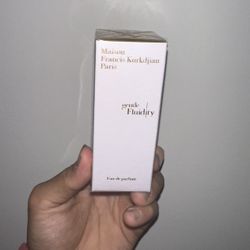 Maison
Francis Kurkdjian
Paris
gentle
Fluidity
Eau de parfum